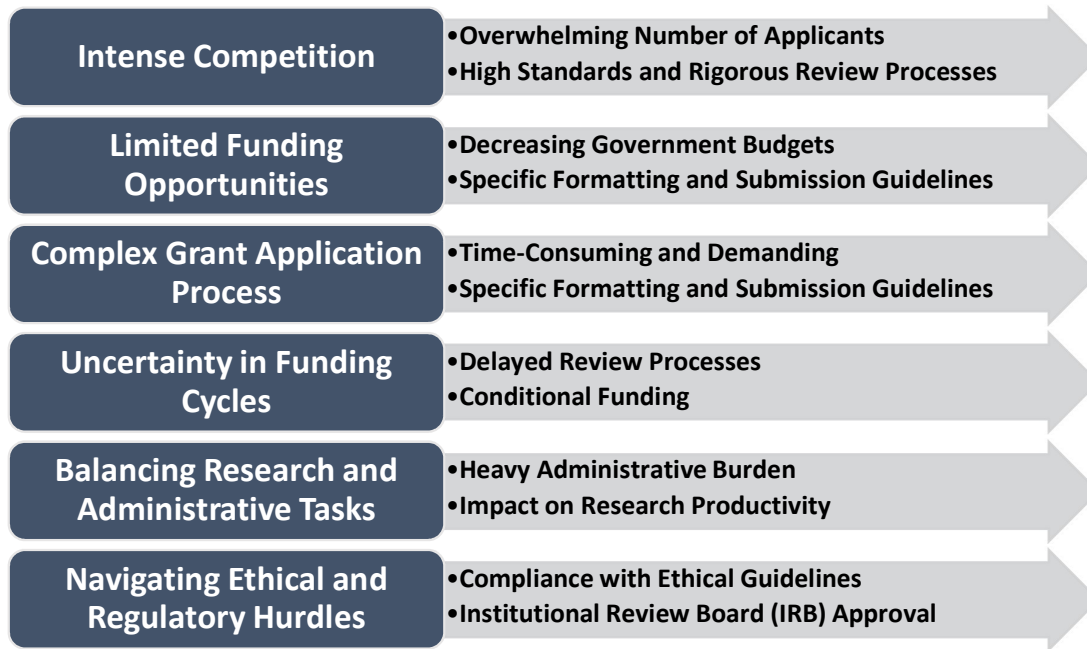 Intense Competition
•Overwhelming Number of Applicants
•High Standards and Rigorous Review Processes
Limited Funding
Opportunities
•Decreasing Government Budgets
•Specific Formatting and Submission Guidelines
Complex Grant Application
Process
•Time-Consuming and Demanding
•Specific Formatting and Submission Guidelines
Uncertainty in Funding
Cycles
•Delayed Review Processes
•Conditional Funding
Balancing Research and
Administrative Tasks
•Heavy Administrative Burden
•Impact on Research Productivity
Navigating Ethical and
Regulatory Hurdles
•Compliance with Ethical Guidelines
•Institutional Review Board (IRB) Approval